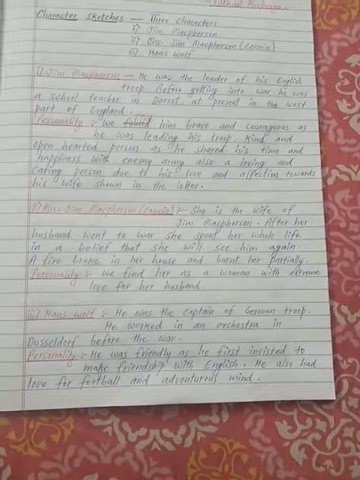 Character sketches — Three characters
i) Jim Macpherson.
ii) Mrs. Jim Macpherson (connie)
iii) Hans wolf
i) Jim Macpherson — He was the leader of his English
troop Before getting into war he was
a school teacher in Dorset, at present in the west
part of England.
Personality :- we found him brave and courageous as
he was leading his troop. Kind and
open hearted person as he shared his time and
happiness with enemy army also a loving and
caring person due to his love and affection towards
his wife shown in the letter.
ii) Mrs. Jim Macpherson (connie) :- She is the wife of
Jim Macpherson. After her
husband went to war she spent her whole life
in a belief that she will see him again.
A fire broke in her house and burnt her partially.
Personality :- we find her as a woman with extreme
love for her husband.
iii) Hans wolf :- He was the captain of German troop.
He worked in an orchestra in
Dusseldorf before the war.
Personality :- He was friendly as he first insisted to
make friendship with English. He also had
love for football and adventurous mind.